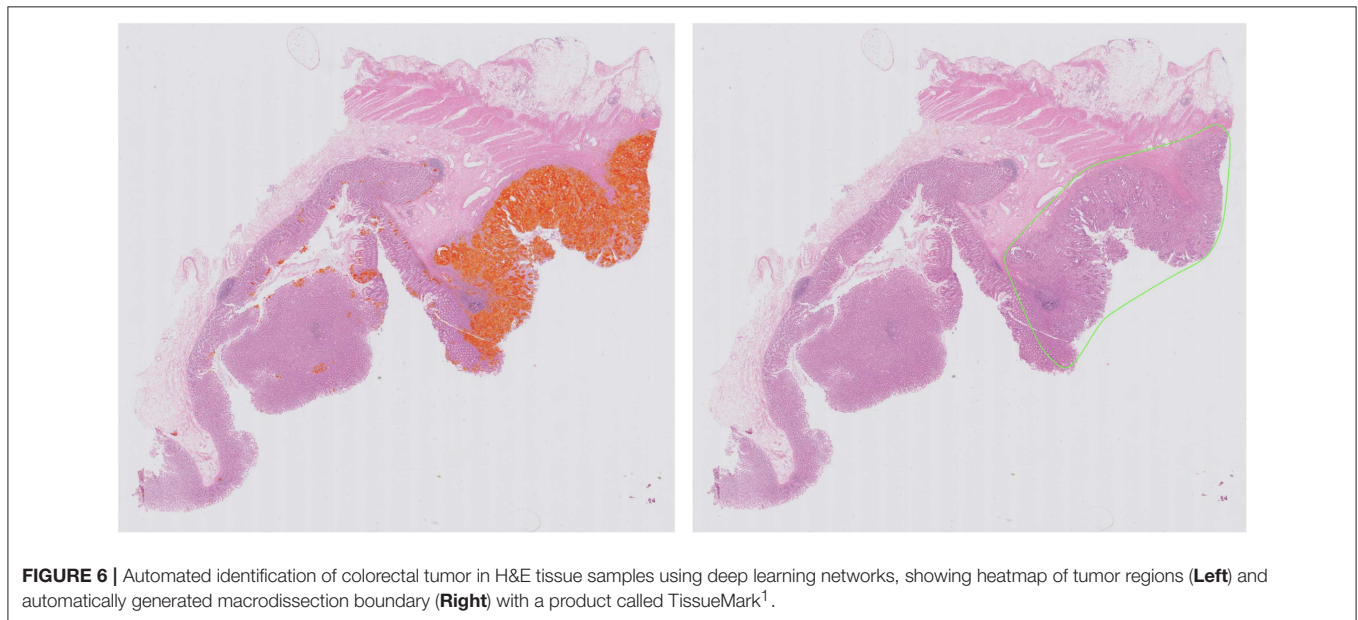 FIGURE 6 | Automated identification of colorectal tumor in H&E tissue samples using deep learning networks, showing heatmap of tumor regions (Left) and
automatically generated macrodissection boundary (Right) with a product called TissueMark¹.